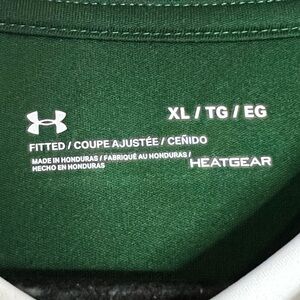 XL / TG / EG
FITTED / COUPE AJUSTÉE / CEÑIDO
MADE IN HONDURAS / FABRIQUÉ AU HONDURAS /
HECHO EN HONDURAS
HEATGEAR